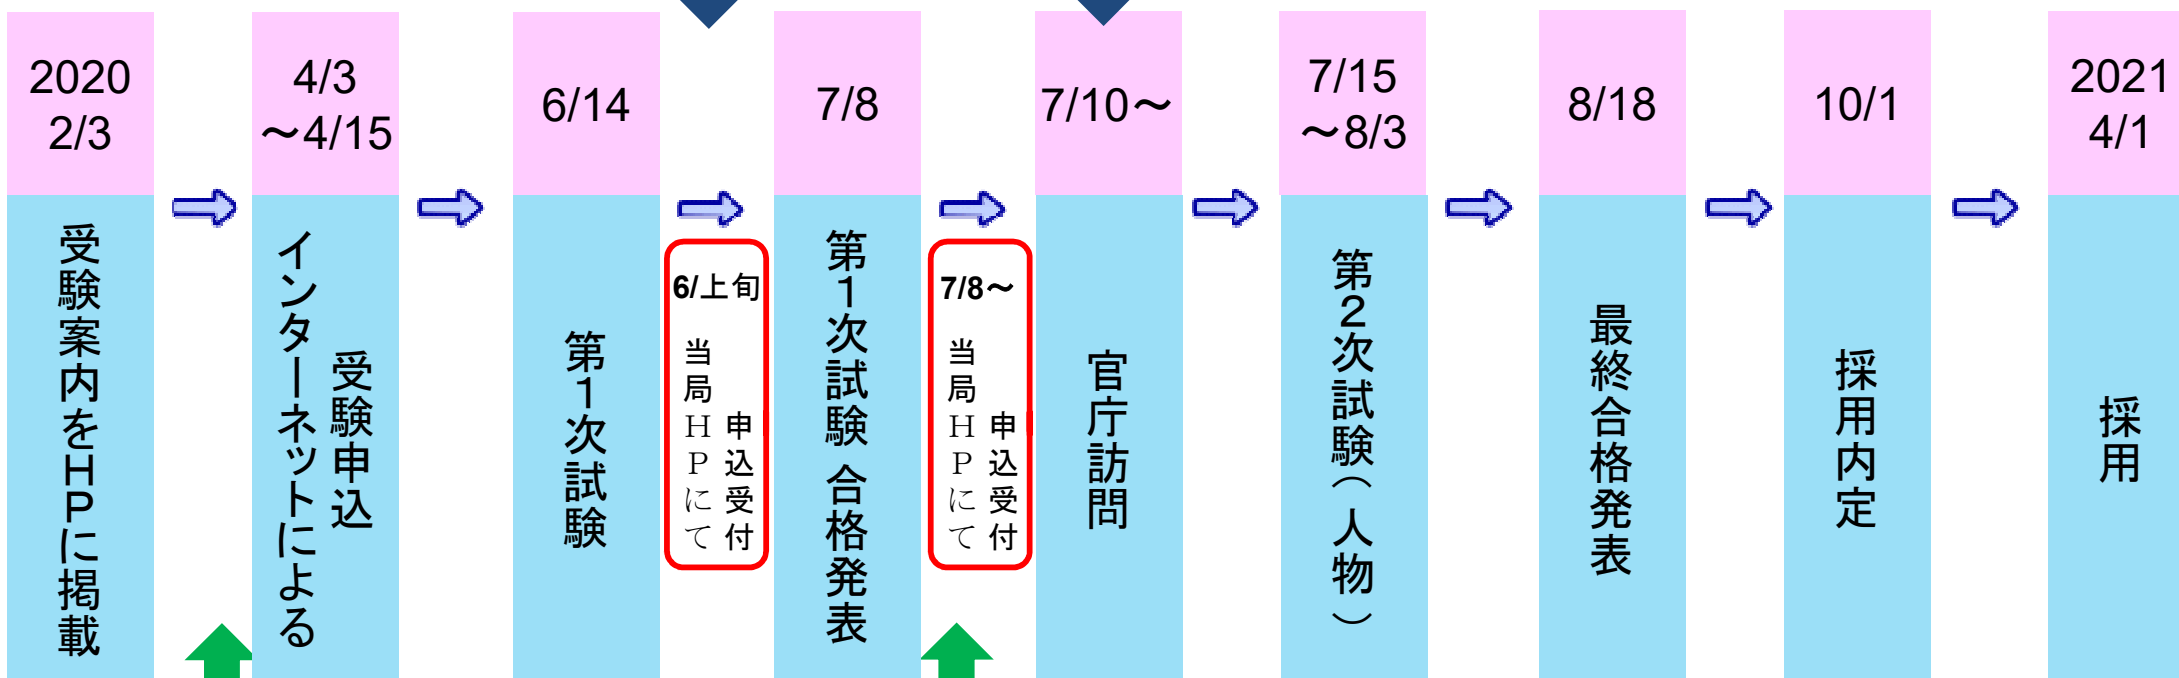 2020
2/3
受験案内をHPに掲載
4/3
～4/15
インターネットによる
受験申込
6/14
第1次試験
6/上旬
当局HPにて
申込受付
7/8
第1次試験 合格発表
7/8～
当局HPにて
申込受付
7/10～
官庁訪問
7/15
～8/3
第2次試験（人物）
8/18
最終合格発表
10/1
採用内定
2021
4/1
採用